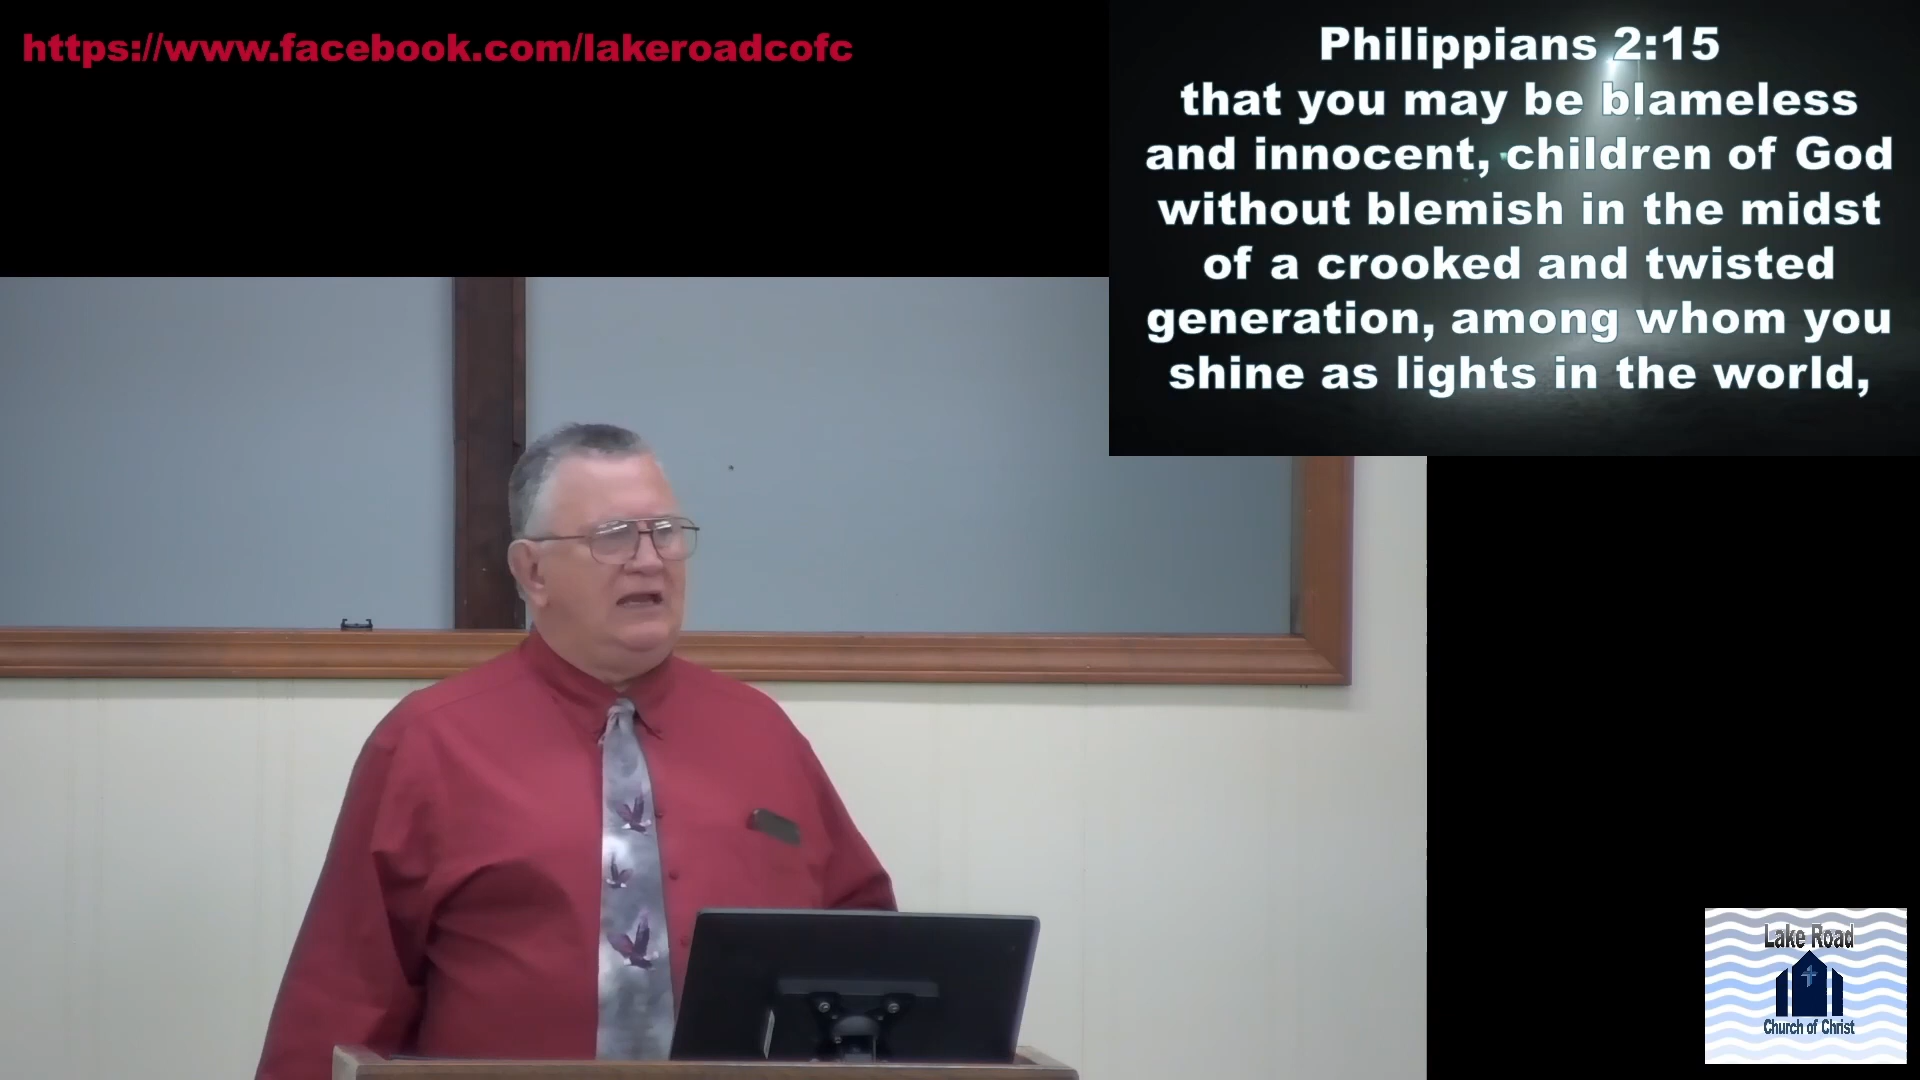 https://www.facebook.com/lakeroadcofc
Philippians 2:15
that you may be blameless
and innocent, children of God
without blemish in the midst
of a crooked and twisted
generation, among whom you
shine as lights in the world,
Lake Road
Church of Christ